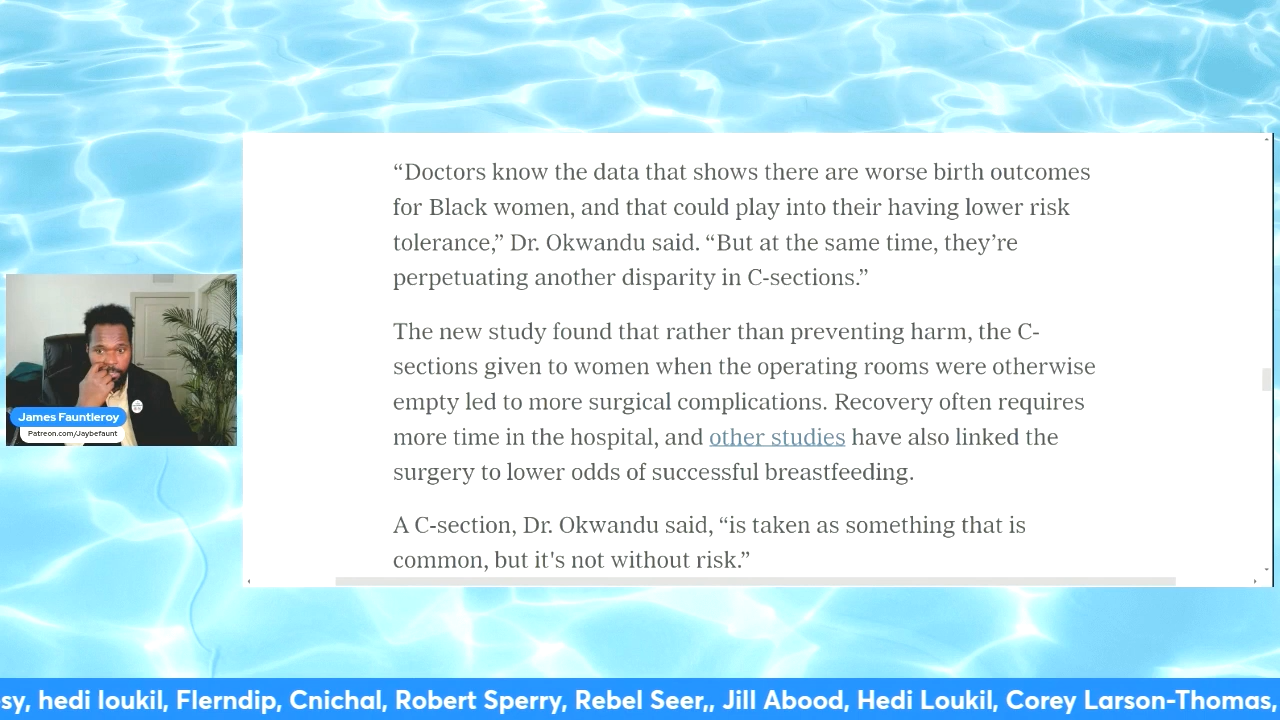 “Doctors know the data that shows there are worse birth outcomes
for Black women, and that could play into their having lower risk
tolerance,” Dr. Okwandu said. “But at the same time, they’re
perpetuating another disparity in C-sections.”
The new study found that rather than preventing harm, the C-
sections given to women when the operating rooms were otherwise
empty led to more surgical complications. Recovery often requires
more time in the hospital, and other studies have also linked the
surgery to lower odds of successful breastfeeding.
A C-section, Dr. Okwandu said, “is taken as something that is
common, but it's not without risk.”
James Fauntleroy
Patreon.com/Jaybefaunt
sy, hedi loukil, Flerndip, Cnichal, Robert Sperry, Rebel Seer,, Jill Abood, Hedi Loukil, Corey Larson-Thomas,